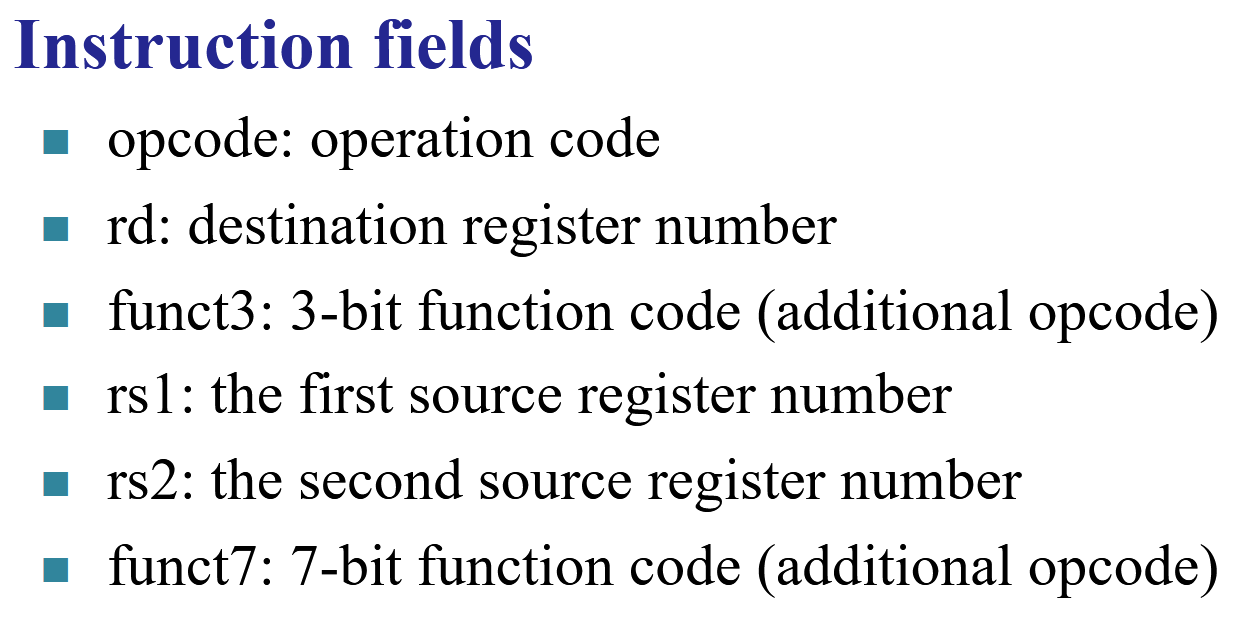 Instruction fields
opcode: operation code
rd: destination register number
funct3: 3-bit function code (additional opcode)
rs1: the first source register number
rs2: the second source register number
funct7: 7-bit function code (additional opcode)